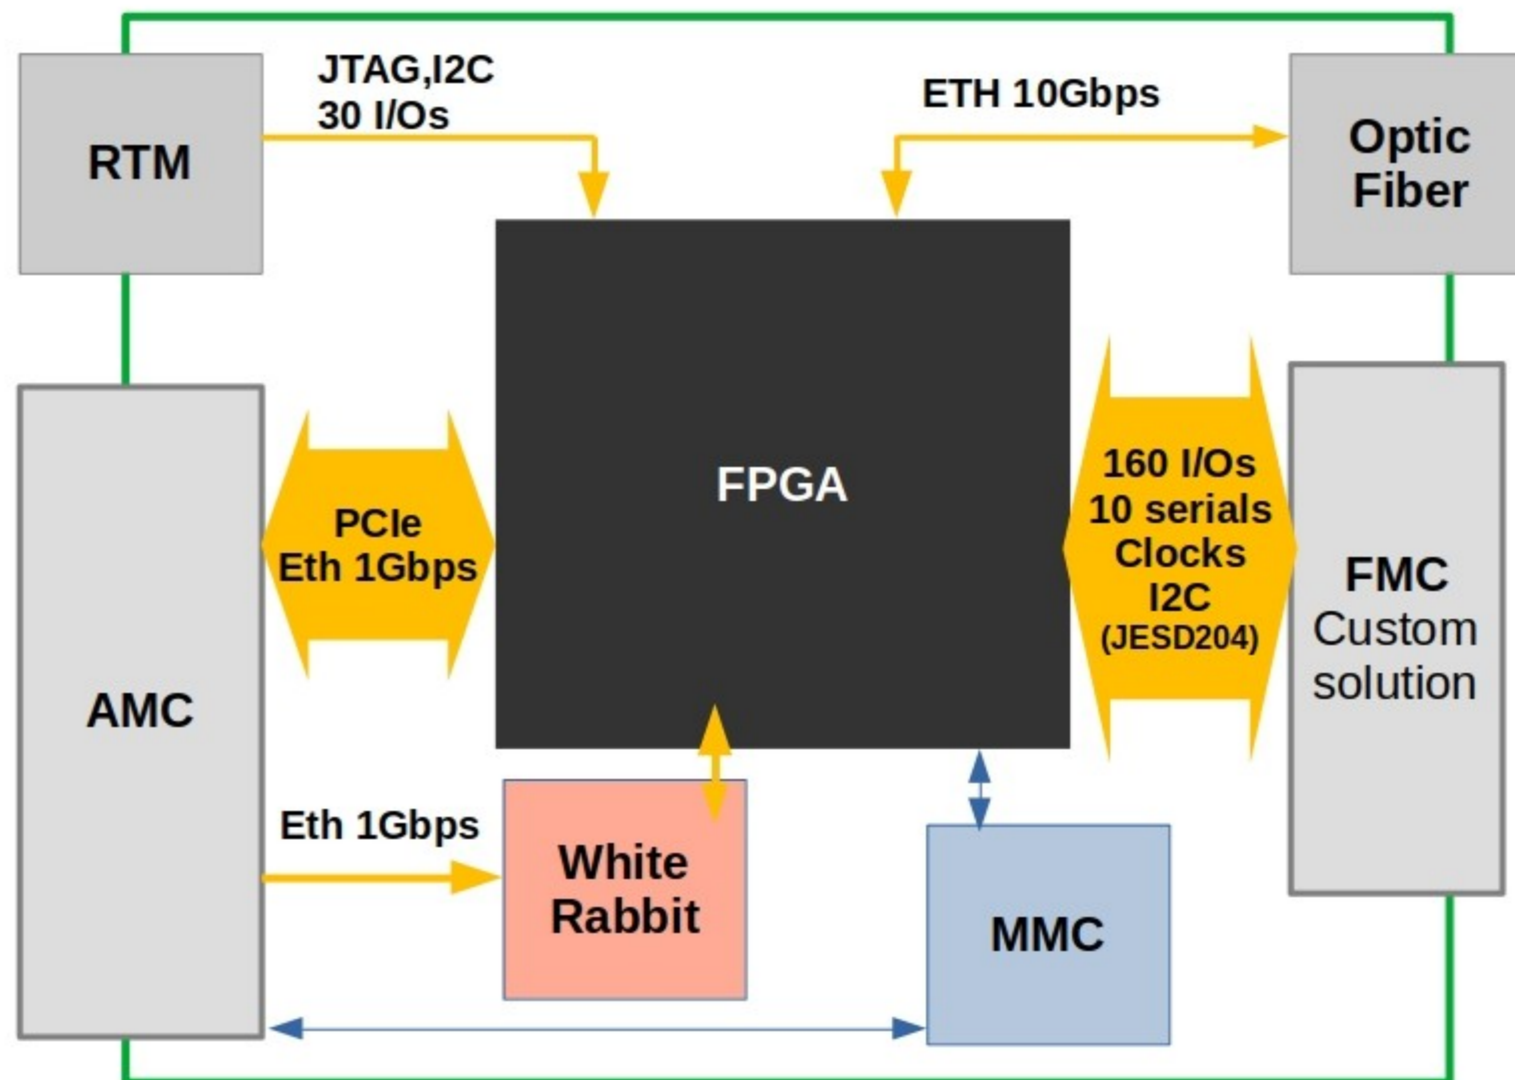 JTAG,I2C
30 I/Os
ETH 10Gbps
RTM
Optic
Fiber
FPGA
PCIe
Eth 1Gbps
160 I/Os
10 serials
Clocks
I2C
(JESD204)
FMC
Custom
solution
AMC
Eth 1Gbps
White
Rabbit
MMC